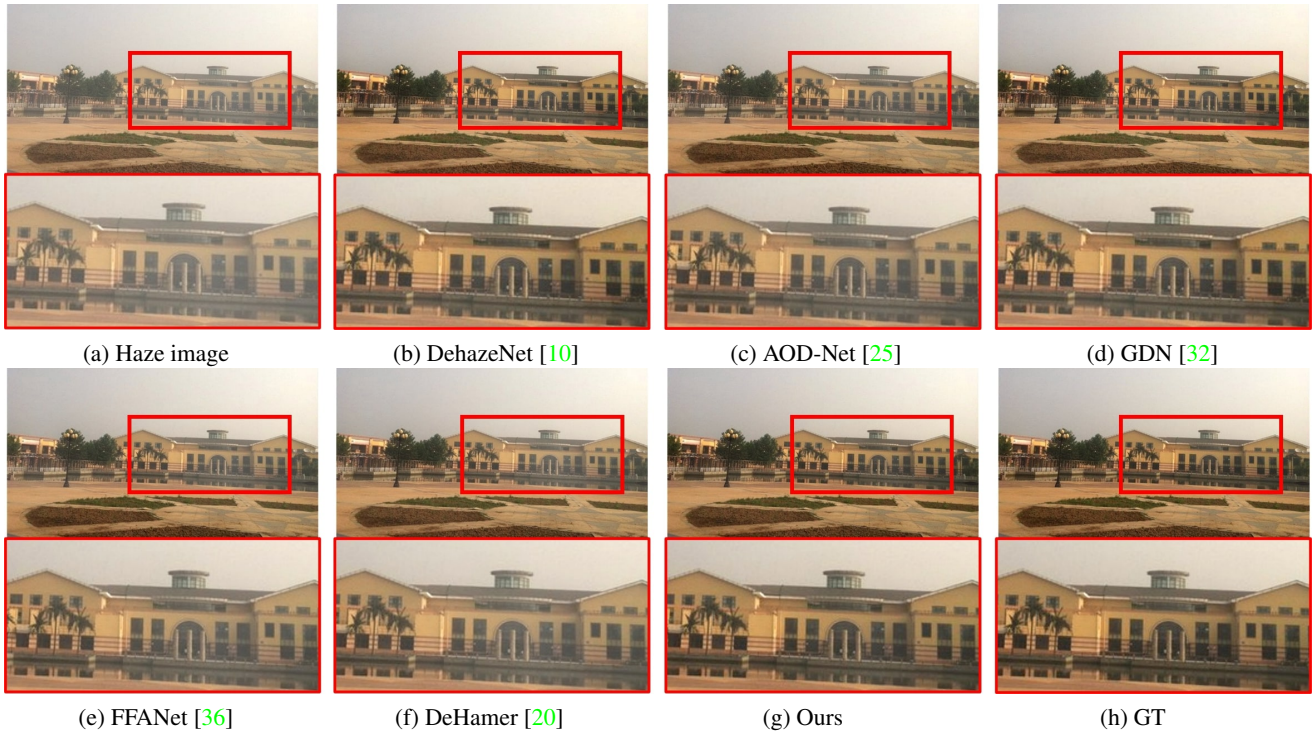 (a) Haze image (b) DehazeNet [10] (c) AOD-Net [25] (d) GDN [32]
(e) FFANet [36] (f) DeHamer [20] (g) Ours (h) GT